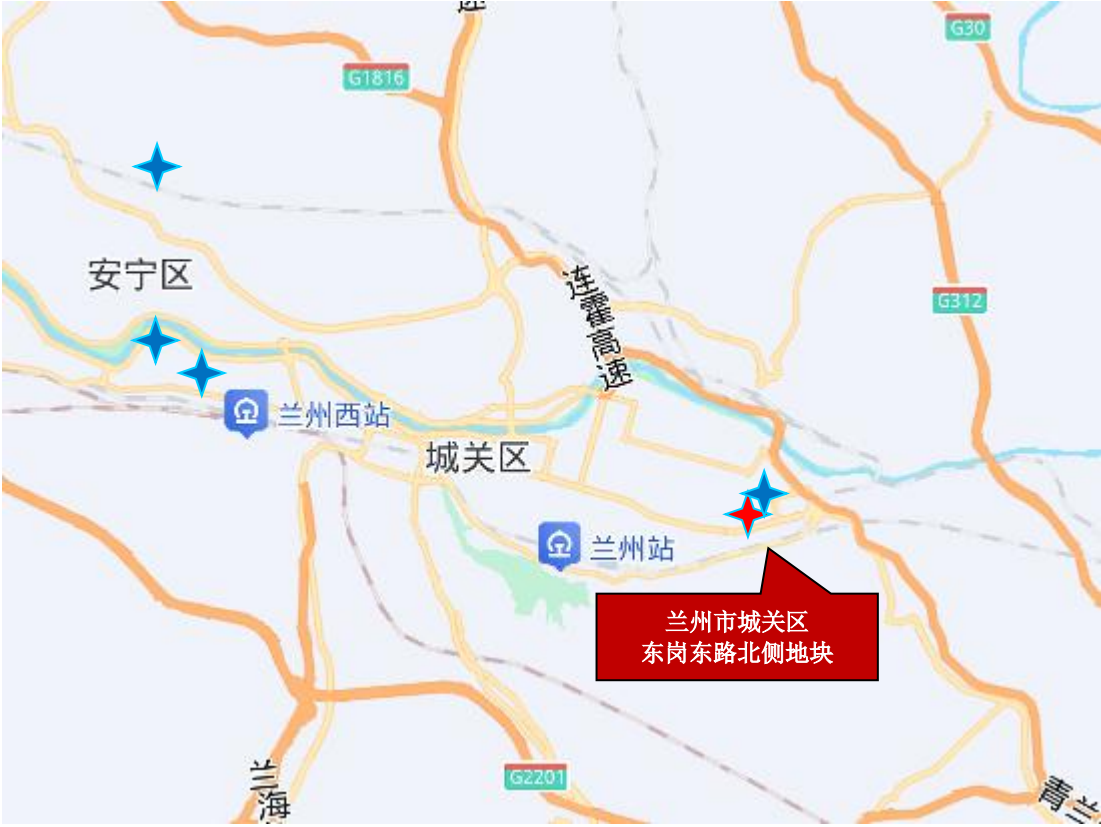 速
G30
G1816
安宁区
连霍高速
G312
兰州西站
城关区
兰州站
兰州市城关区
东岗东路北侧地块
G2201
兰海
青兰